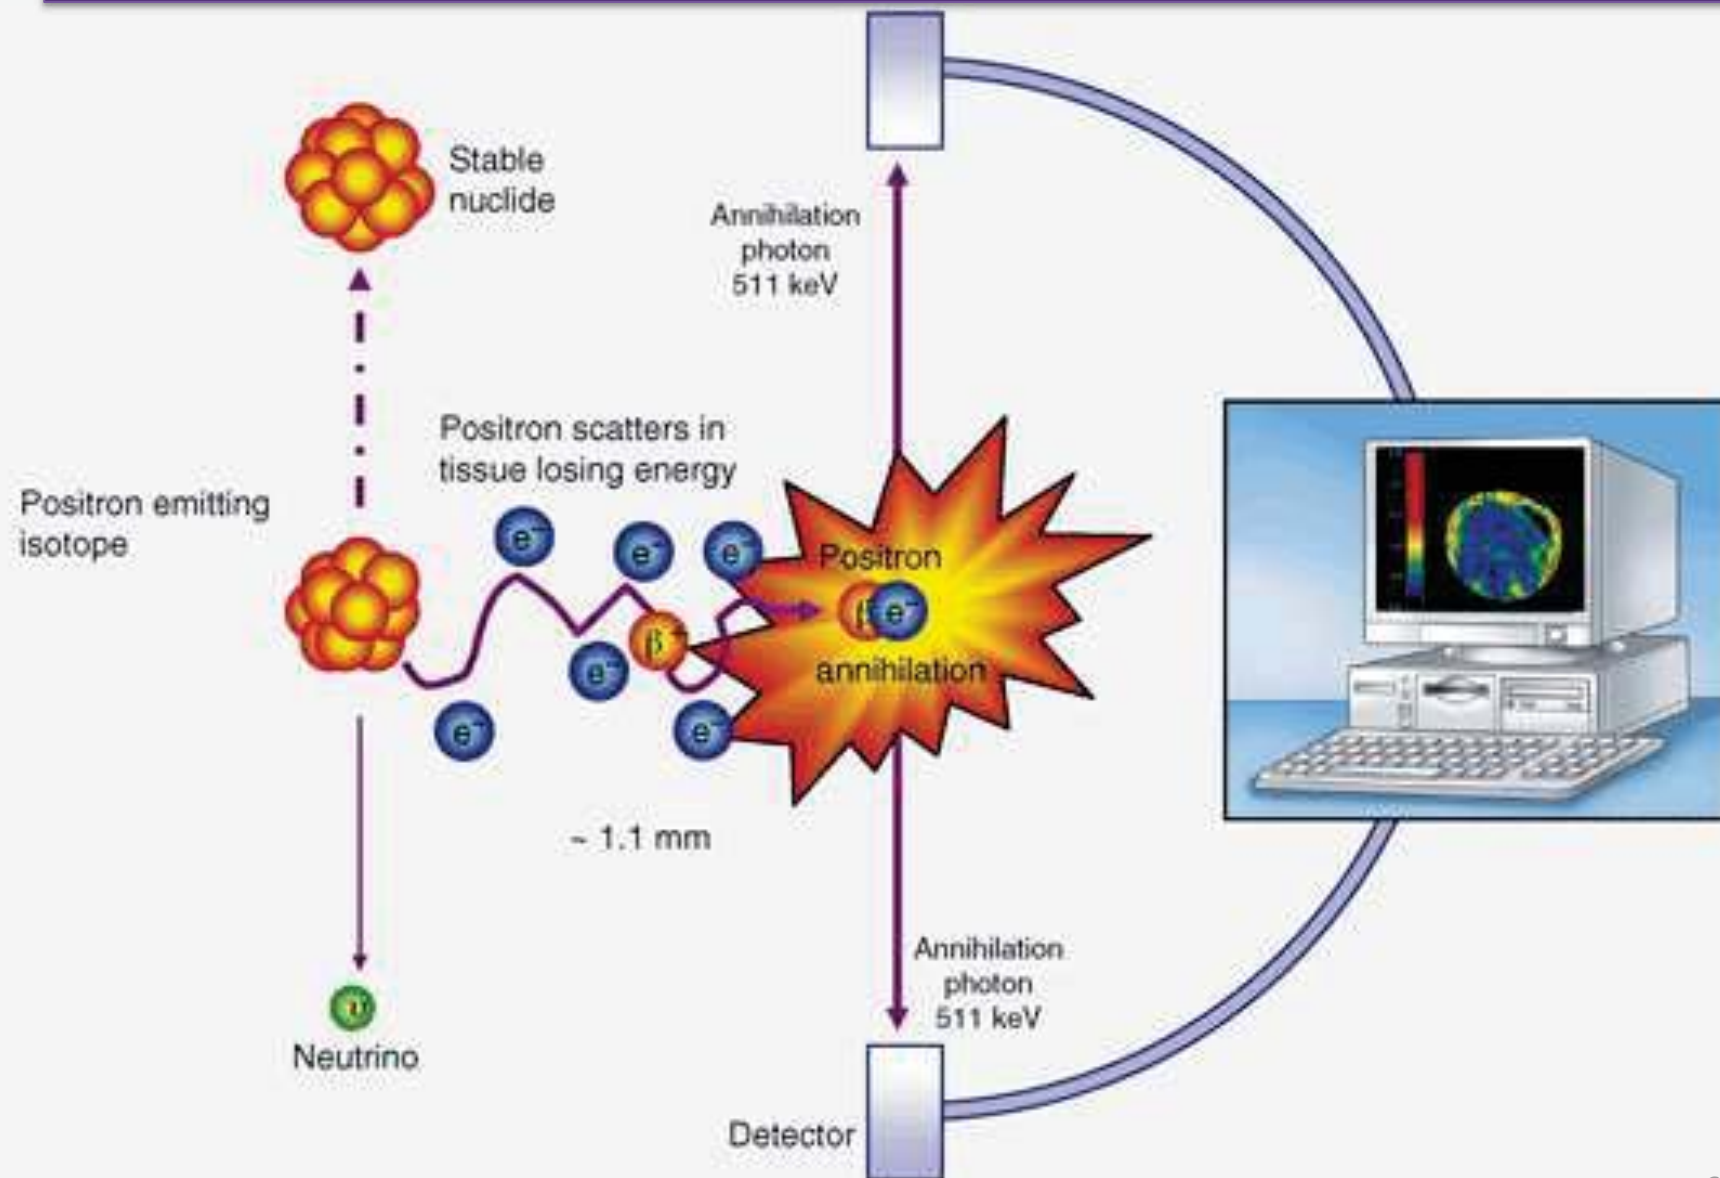 Stable
nuclide
Annihilation
photon
511 keV
Positron scatters in
tissue losing energy
Positron emitting
isotope
e⁻
e⁻
e⁻
Positron
β
e⁻
β
e⁻
annihilation
e⁻
e⁻
~ 1.1 mm
Annihilation
photon
511 keV
υ
Neutrino
Detector